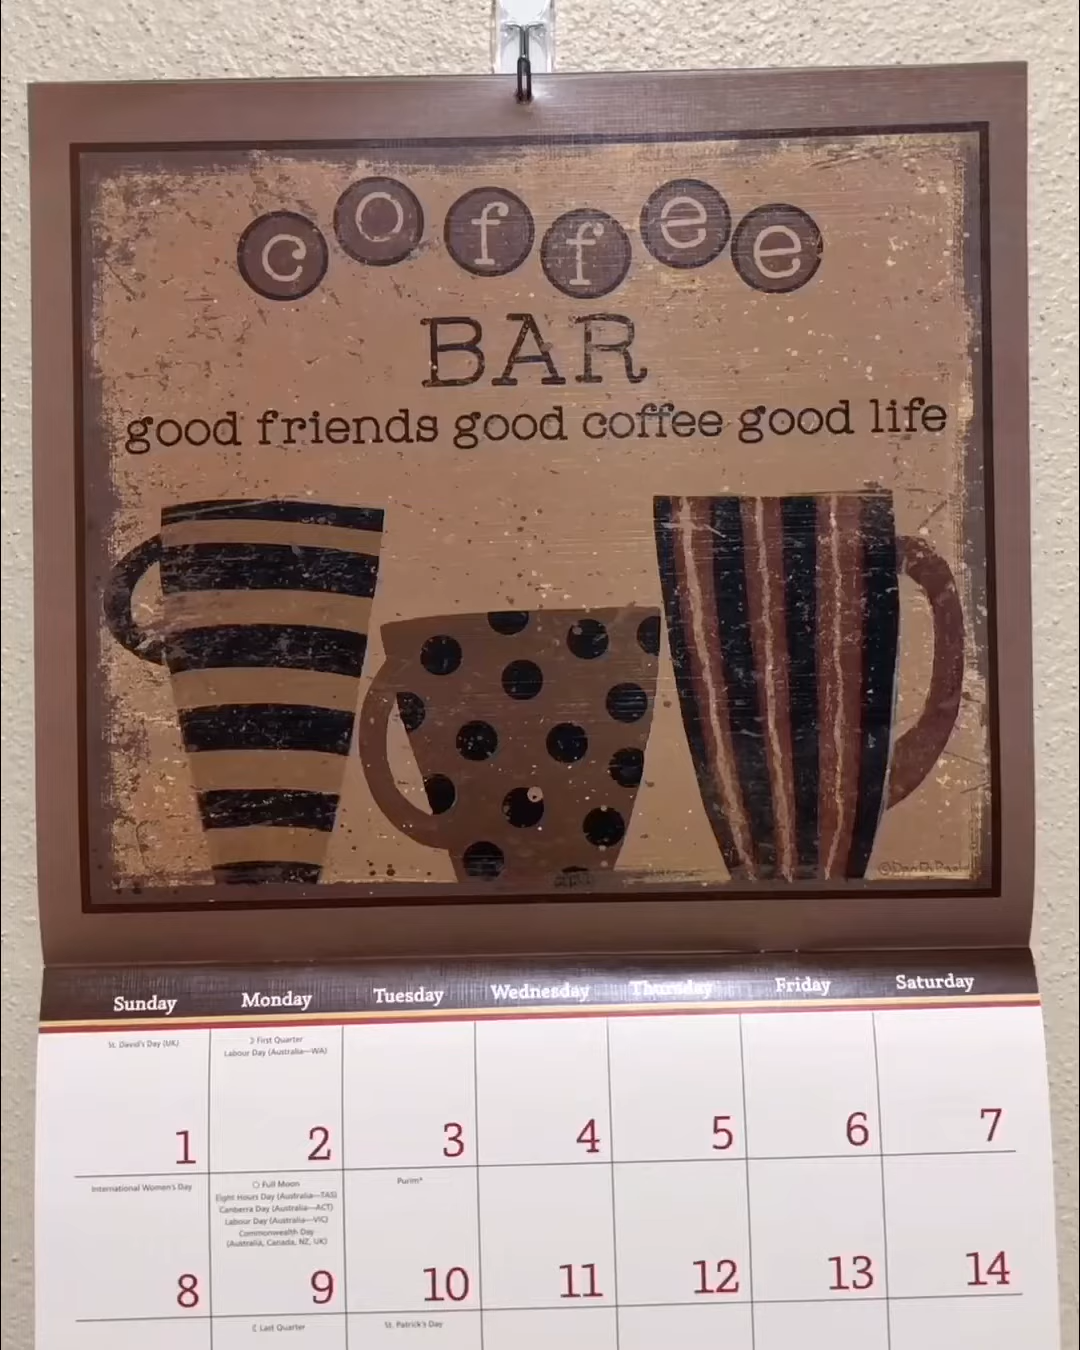 coffee
BAR
good friends good coffee good life
Sunday Monday Tuesday Wednesday Thursday Friday Saturday
St. David's Day (UK)
☽ First Quarter
Labour Day (Australia—WA)
1 2 3 4 5 6 7
International Women's Day
○ Full Moon
Eight Hours Day (Australia—TAS)
Canberra Day (Australia—ACT)
Labour Day (Australia—VIC)
Commonwealth Day
(Australia, Canada, NZ, UK)
Purim*
8 9 10 11 12 13 14
☾ Last Quarter
St. Patrick's Day